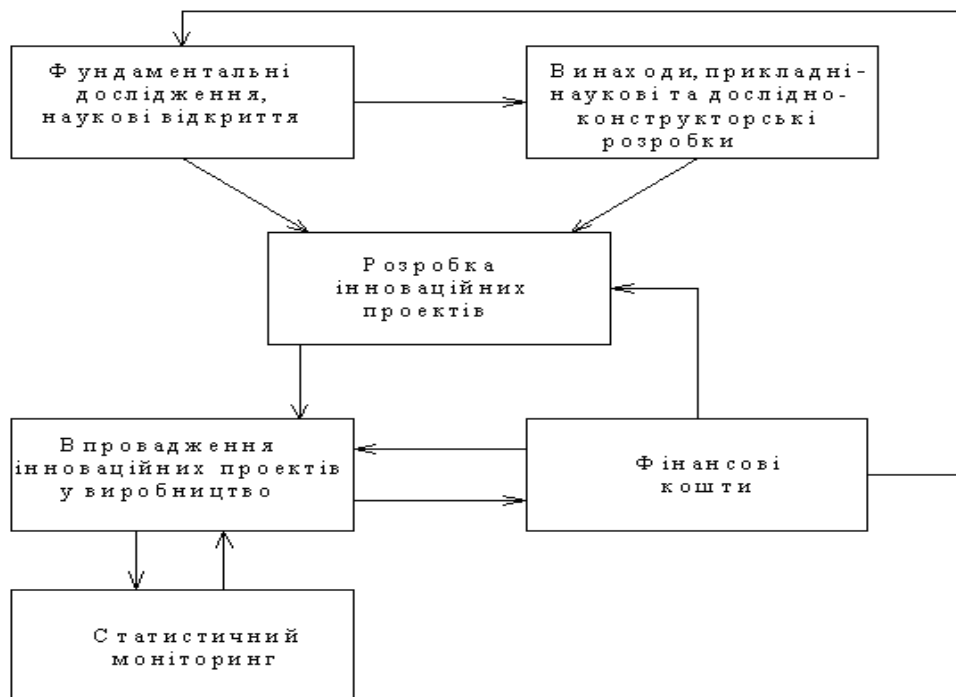 Фундаментальні
дослідження,
наукові відкриття
Винаходи, прикладні-
наукові та дослідно-
конструкторські
розробки
Розробка
інноваційних
проектів
Впровадження
інноваційних проектів
у виробництво
Фінансові
кошти
Статистичний
моніторинг